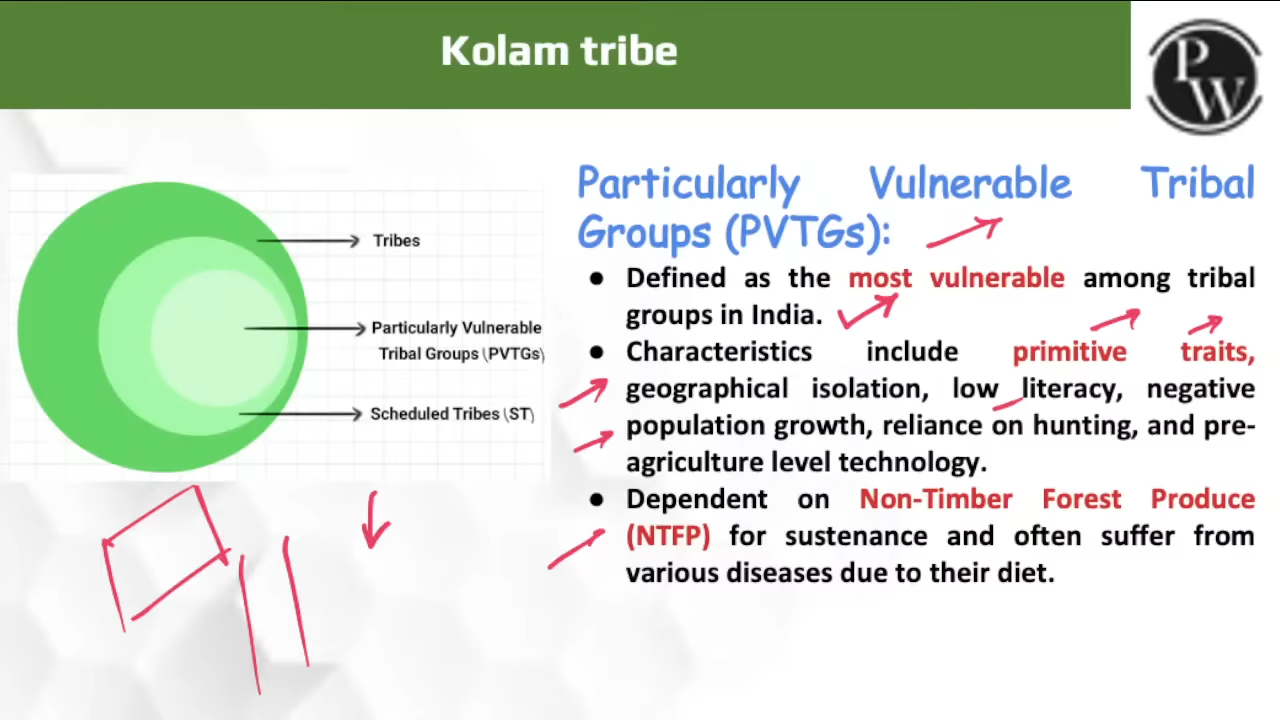 Kolam tribe
PW
Tribes
Particularly Vulnerable
Tribal Groups (PVTGs)
Scheduled Tribes (ST)
Particularly Vulnerable Tribal
Groups (PVTGs):
● Defined as the most vulnerable among tribal
groups in India.
● Characteristics include primitive traits,
geographical isolation, low literacy, negative
population growth, reliance on hunting, and pre-
agriculture level technology.
● Dependent on Non-Timber Forest Produce
(NTFP) for sustenance and often suffer from
various diseases due to their diet.